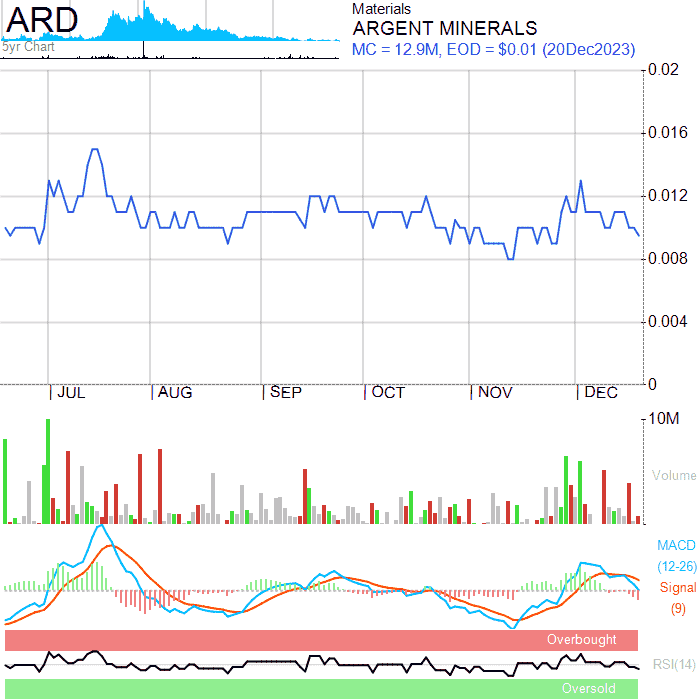 ARD
5yr Chart
Materials
ARGENT MINERALS
MC = 12.9M, EOD = $0.01 (20Dec2023)
0.02
0.016
0.012
0.008
0.004
0
JUL AUG SEP OCT NOV DEC
10M
Volume
MACD
(12-26)
Signal
(9)
Overbought
RSI(14)
Oversold